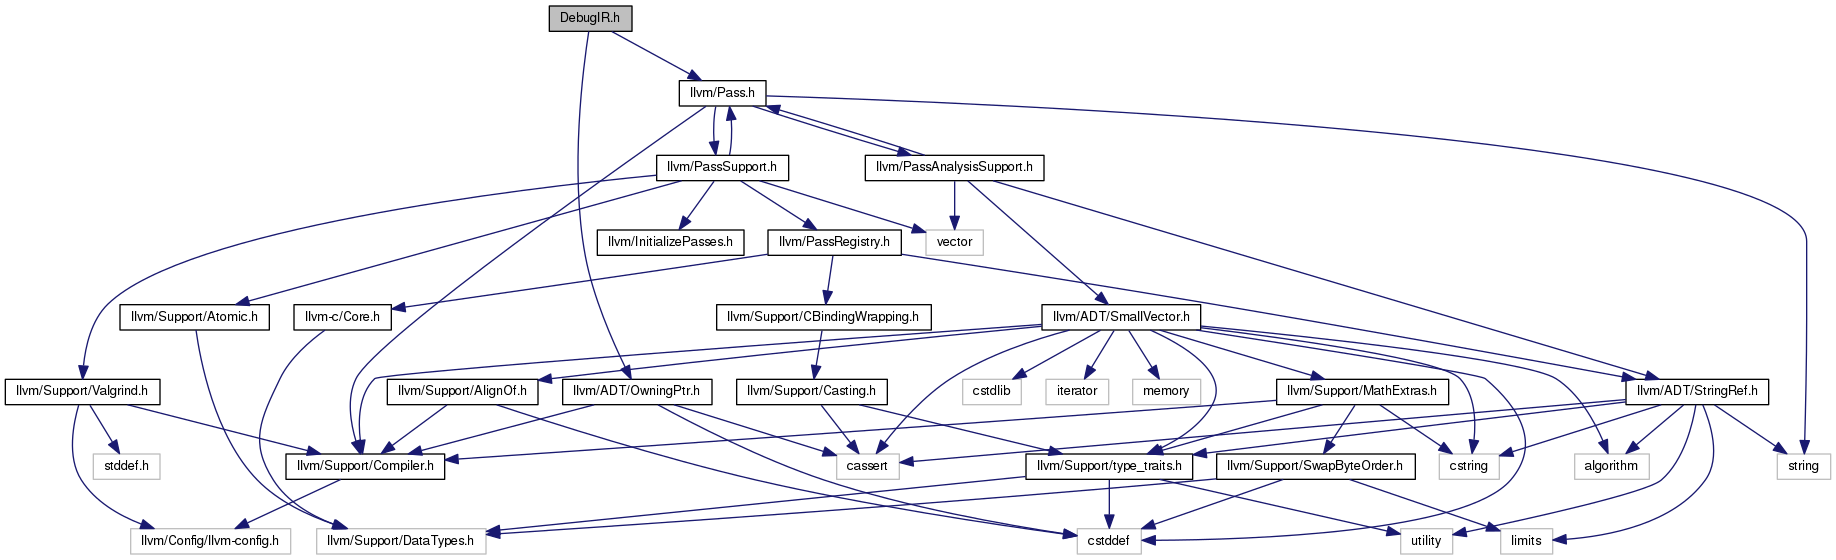 DebugIR.h
llvm/Pass.h
llvm/PassSupport.h
llvm/PassAnalysisSupport.h
llvm/InitializePasses.h
llvm/PassRegistry.h
vector
llvm/Support/Atomic.h
llvm-c/Core.h
llvm/Support/CBindingWrapping.h
llvm/ADT/SmallVector.h
llvm/Support/Valgrind.h
llvm/Support/AlignOf.h
llvm/ADT/OwningPtr.h
llvm/Support/Casting.h
cstdlib
iterator
memory
llvm/Support/MathExtras.h
llvm/ADT/StringRef.h
stddef.h
llvm/Support/Compiler.h
cassert
llvm/Support/type_traits.h
llvm/Support/SwapByteOrder.h
cstring
algorithm
string
llvm/Config/llvm-config.h
llvm/Support/DataTypes.h
cstddef
utility
limits